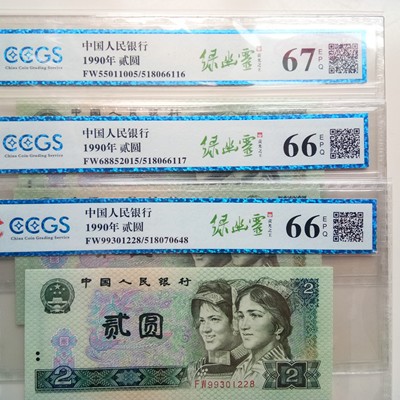 CCGS
China Coin Grading Service
中国人民银行
1990年 贰圆
FW55011005/518066116
绿幽灵
67 EPQ
CCGS
China Coin Grading Service
中国人民银行
1990年 贰圆
FW68852015/518066117
绿幽灵
66 EPQ
CCGS
China Coin Grading Service
中国人民银行
1990年 贰圆
FW99301228/518070648
绿幽灵
66 EPQ
中国人民银行
贰圆
2
FW99301228
2
2